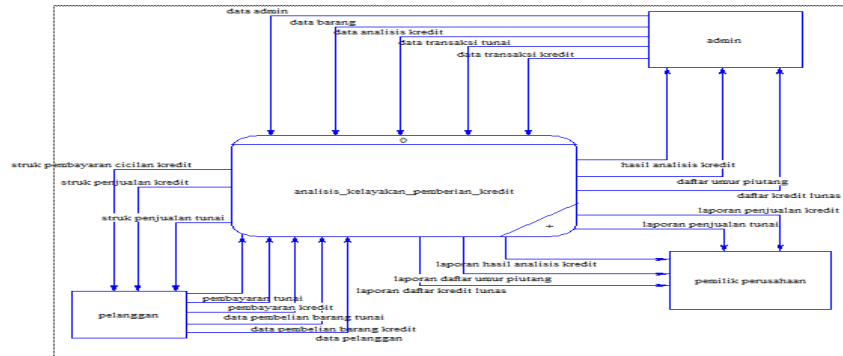 data admin
data barang
data analisis kredit
data transaksi tunai
data transaksi kredit
admin
0
analisis_kelayakan_pemberian_kredit
+
struk pembayaran cicilan kredit
struk penjualan kredit
struk penjualan tunai
hasil analisis kredit
daftar umur piutang
daftar kredit lunas
laporan penjualan kredit
laporan penjualan tunai
laporan hasil analisis kredit
laporan daftar umur piutang
laporan daftar kredit lunas
pemilik perusahaan
pelanggan
pembayaran tunai
pembayaran kredit
data pembelian barang tunai
data pembelian barang kredit
data pelanggan